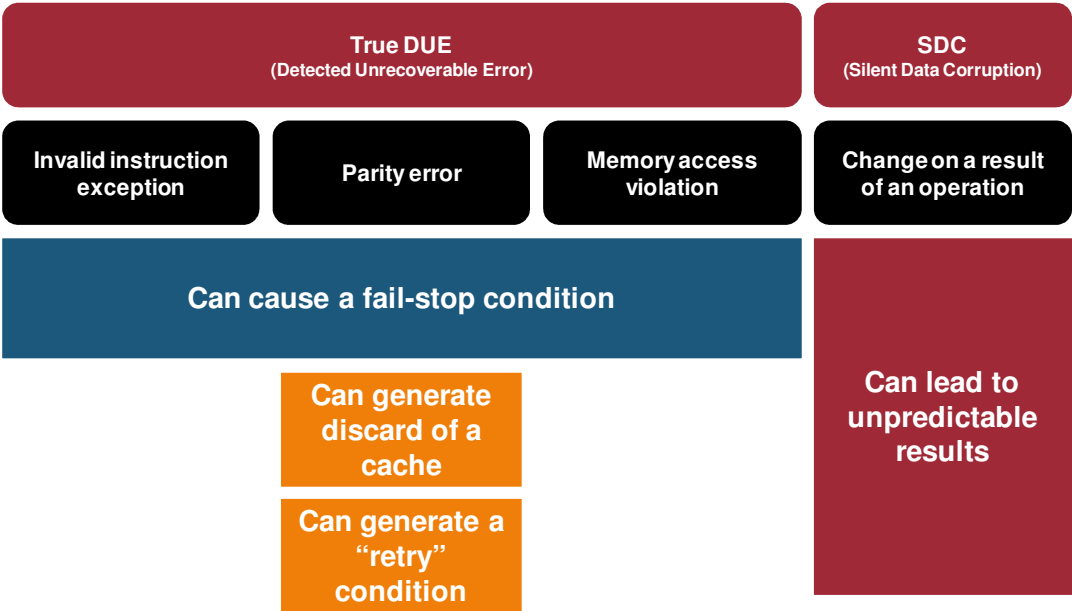 True DUE
(Detected Unrecoverable Error)
SDC
(Silent Data Corruption)
Invalid instruction
exception
Parity error
Memory access
violation
Change on a result
of an operation
Can cause a fail-stop condition
Can lead to
unpredictable
results
Can generate
discard of a
cache
Can generate a
“retry”
condition